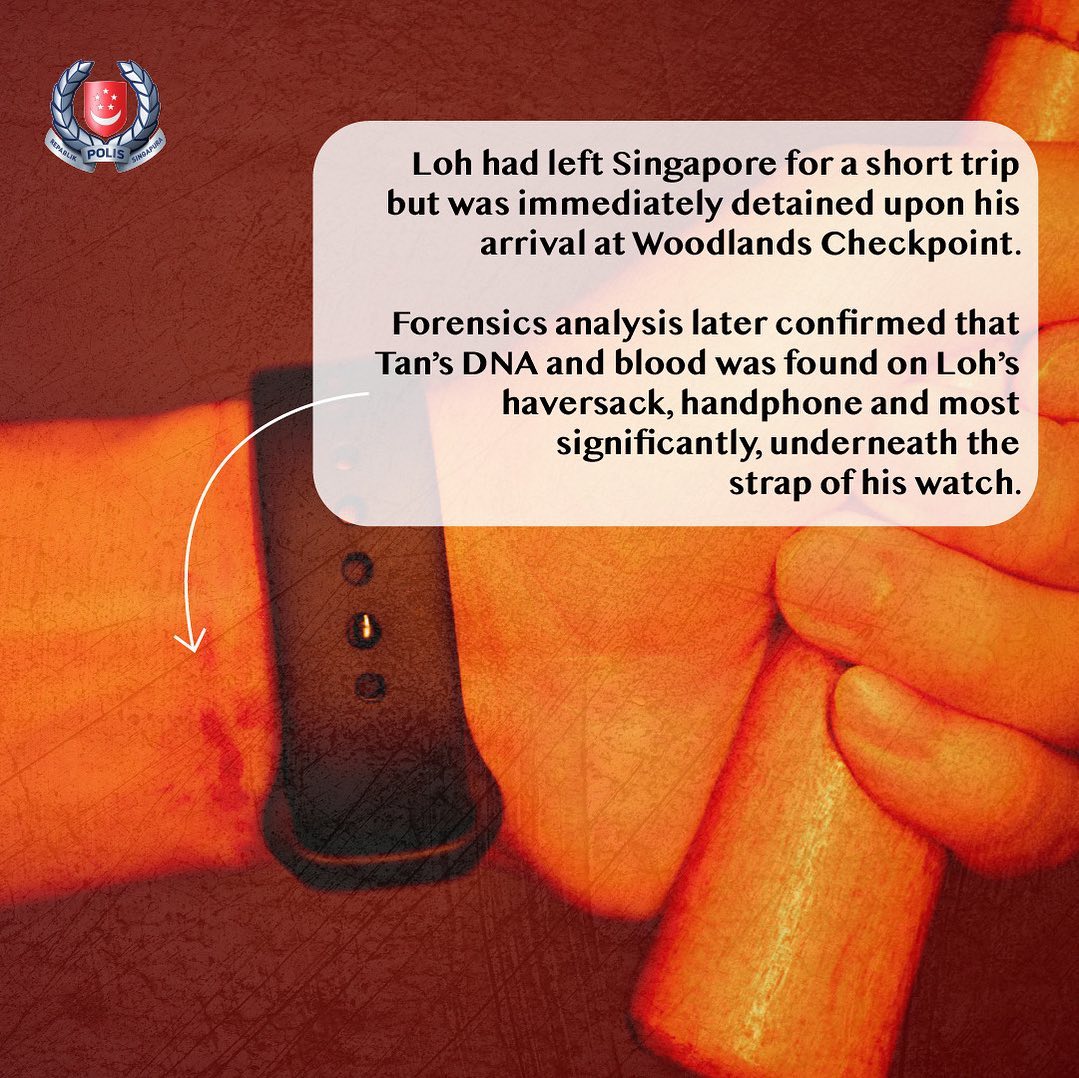 REPABLIK POLIS SINGAPURA
Loh had left Singapore for a short trip
but was immediately detained upon his
arrival at Woodlands Checkpoint.
Forensics analysis later confirmed that
Tan’s DNA and blood was found on Loh’s
haversack, handphone and most
significantly, underneath the
strap of his watch.